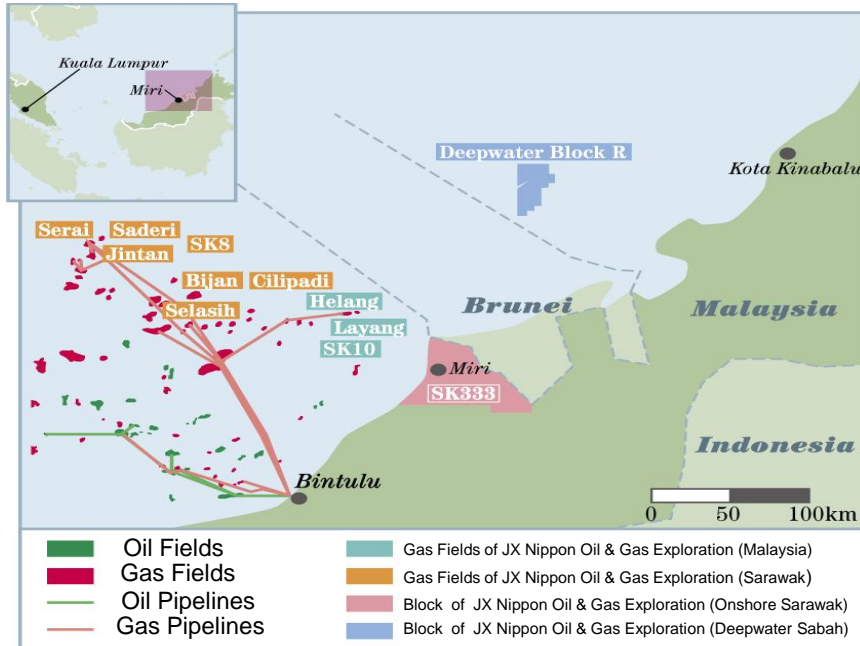 Kuala Lumpur
Miri
Deepwater Block R
Kota Kinabalu
Serai
Saderi
SK8
Jintan
Bijan
Cilipadi
Helang
Selasih
Layang
SK10
Brunei
Malaysia
Miri
SK333
Indonesia
Bintulu
0 50 100km
Oil Fields
Gas Fields
Oil Pipelines
Gas Pipelines
Gas Fields of JX Nippon Oil & Gas Exploration (Malaysia)
Gas Fields of JX Nippon Oil & Gas Exploration (Sarawak)
Block of JX Nippon Oil & Gas Exploration (Onshore Sarawak)
Block of JX Nippon Oil & Gas Exploration (Deepwater Sabah)